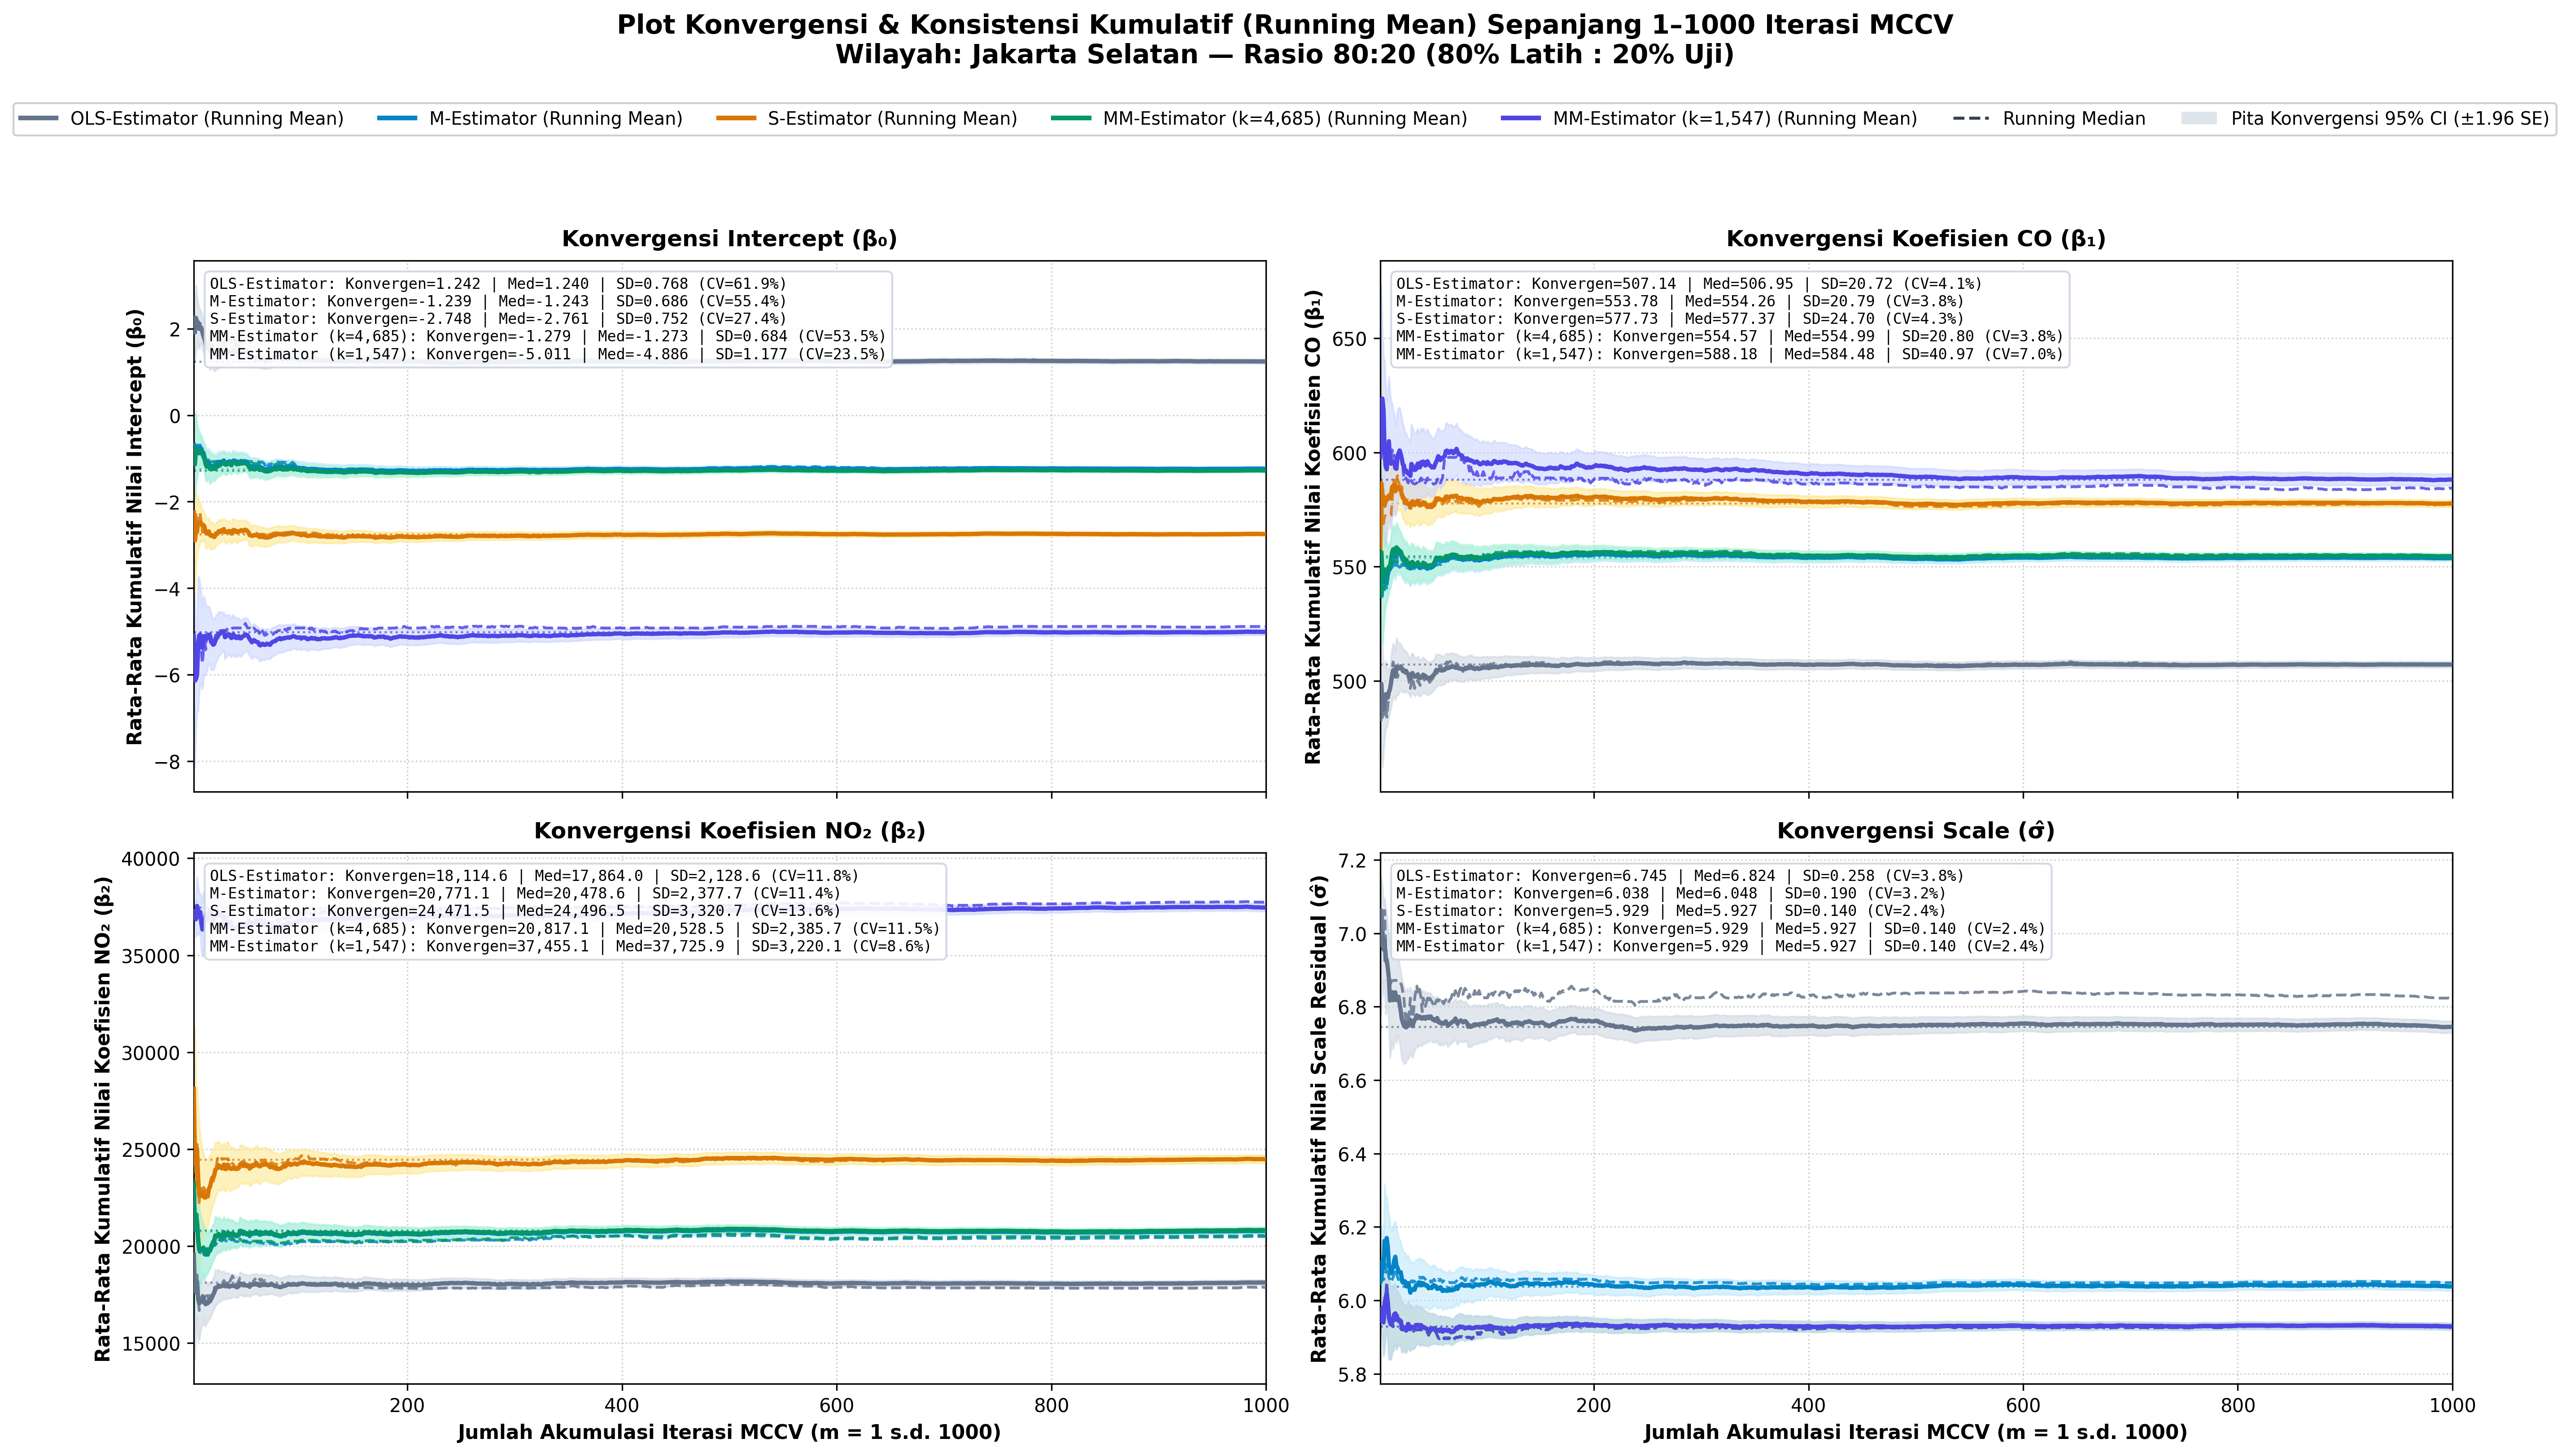 Plot Konvergensi & Konsistensi Kumulatif (Running Mean) Sepanjang 1–1000 Iterasi MCCV
Wilayah: Jakarta Selatan — Rasio 80:20 (80% Latih : 20% Uji)
OLS-Estimator (Running Mean)
M-Estimator (Running Mean)
S-Estimator (Running Mean)
MM-Estimator (k=4,685) (Running Mean)
MM-Estimator (k=1,547) (Running Mean)
Running Median
Pita Konvergensi 95% CI (±1.96 SE)
Konvergensi Intercept (β₀)
Rata-Rata Kumulatif Nilai Intercept (β₀)
OLS-Estimator: Konvergen=1.242 | Med=1.240 | SD=0.768 (CV=61.9%)
M-Estimator: Konvergen=-1.239 | Med=-1.243 | SD=0.686 (CV=55.4%)
S-Estimator: Konvergen=-2.748 | Med=-2.761 | SD=0.752 (CV=27.4%)
MM-Estimator (k=4,685): Konvergen=-1.279 | Med=-1.273 | SD=0.684 (CV=53.5%)
MM-Estimator (k=1,547): Konvergen=-5.011 | Med=-4.886 | SD=1.177 (CV=23.5%)
2
0
−2
−4
−6
−8
Konvergensi Koefisien CO (β₁)
Rata-Rata Kumulatif Nilai Koefisien CO (β₁)
OLS-Estimator: Konvergen=507.14 | Med=506.95 | SD=20.72 (CV=4.1%)
M-Estimator: Konvergen=553.78 | Med=554.26 | SD=20.79 (CV=3.8%)
S-Estimator: Konvergen=577.73 | Med=577.37 | SD=24.70 (CV=4.3%)
MM-Estimator (k=4,685): Konvergen=554.57 | Med=554.99 | SD=20.80 (CV=3.8%)
MM-Estimator (k=1,547): Konvergen=588.18 | Med=584.48 | SD=40.97 (CV=7.0%)
650
600
550
500
Konvergensi Koefisien NO₂ (β₂)
Rata-Rata Kumulatif Nilai Koefisien NO₂ (β₂)
OLS-Estimator: Konvergen=18,114.6 | Med=17,864.0 | SD=2,128.6 (CV=11.8%)
M-Estimator: Konvergen=20,771.1 | Med=20,478.6 | SD=2,377.7 (CV=11.4%)
S-Estimator: Konvergen=24,471.5 | Med=24,496.5 | SD=3,320.7 (CV=13.6%)
MM-Estimator (k=4,685): Konvergen=20,817.1 | Med=20,528.5 | SD=2,385.7 (CV=11.5%)
MM-Estimator (k=1,547): Konvergen=37,455.1 | Med=37,725.9 | SD=3,220.1 (CV=8.6%)
40000
35000
30000
25000
20000
15000
200 400 600 800 1000
Jumlah Akumulasi Iterasi MCCV (m = 1 s.d. 1000)
Konvergensi Scale (σ̂)
Rata-Rata Kumulatif Nilai Scale Residual (σ̂)
OLS-Estimator: Konvergen=6.745 | Med=6.824 | SD=0.258 (CV=3.8%)
M-Estimator: Konvergen=6.038 | Med=6.048 | SD=0.190 (CV=3.2%)
S-Estimator: Konvergen=5.929 | Med=5.927 | SD=0.140 (CV=2.4%)
MM-Estimator (k=4,685): Konvergen=5.929 | Med=5.927 | SD=0.140 (CV=2.4%)
MM-Estimator (k=1,547): Konvergen=5.929 | Med=5.927 | SD=0.140 (CV=2.4%)
7.2
7.0
6.8
6.6
6.4
6.2
6.0
5.8
200 400 600 800 1000
Jumlah Akumulasi Iterasi MCCV (m = 1 s.d. 1000)